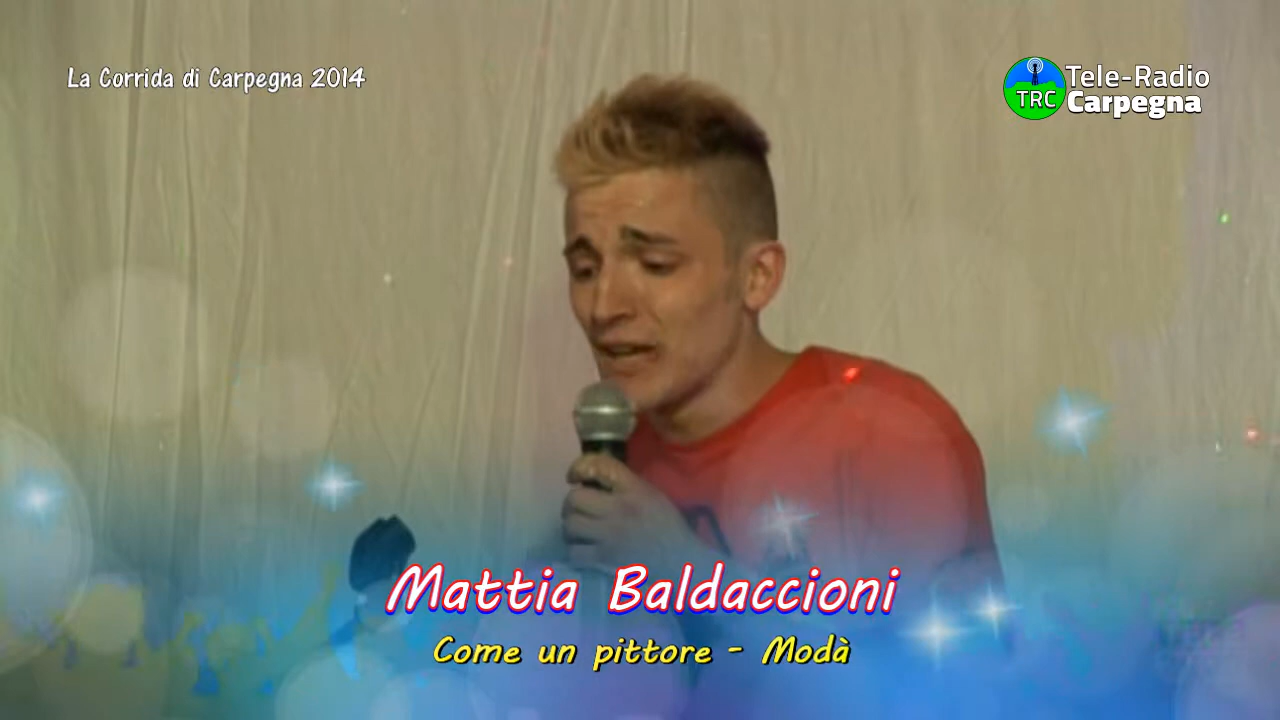 La Corrida di Carpegna 2014
TRC
Tele-Radio
Carpegna
Mattia Baldaccioni
Come un pittore - Modà